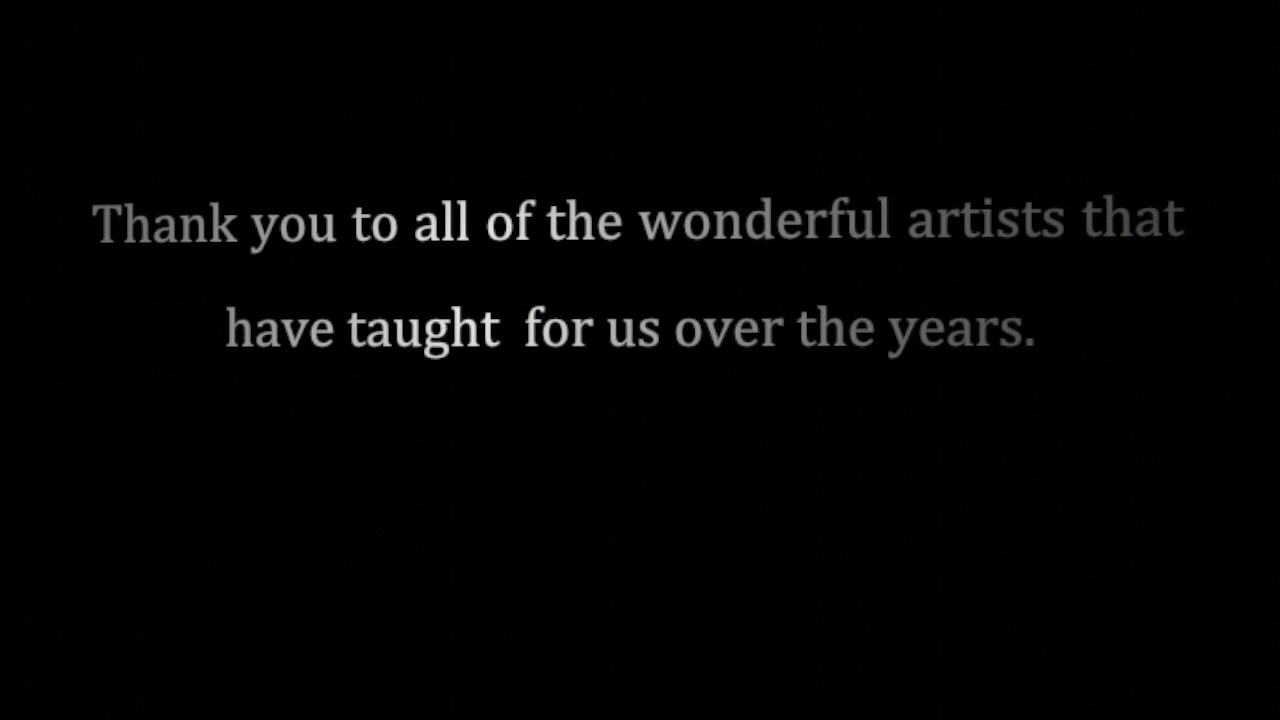 Thank you to all of the wonderful artists that
have taught  for us over the years.